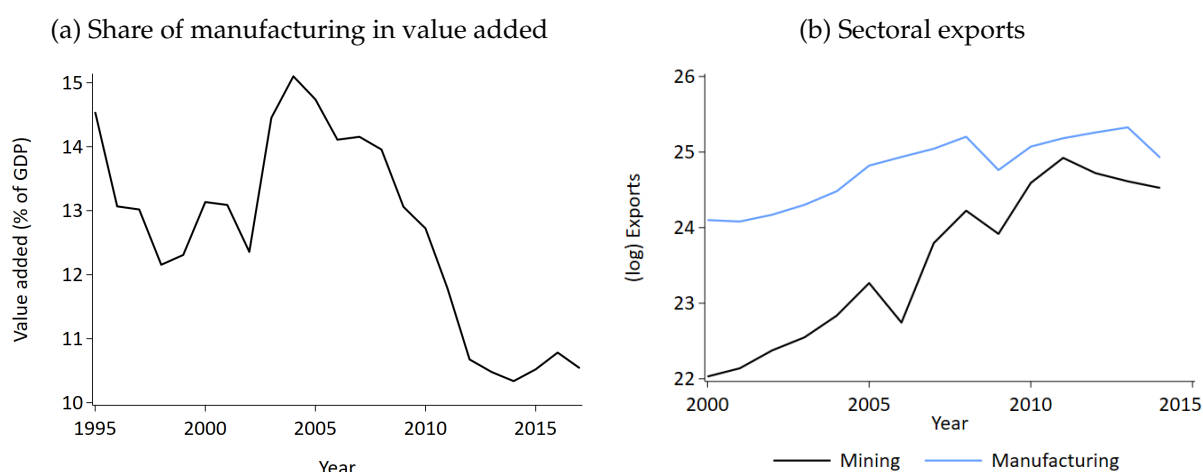 (a) Share of manufacturing in value added
Value added (% of GDP)
15
14
13
12
11
10
1995 2000 2005 2010 2015
Year
(b) Sectoral exports
(log) Exports
26
25
24
23
22
2000 2005 2010 2015
Year
Mining Manufacturing